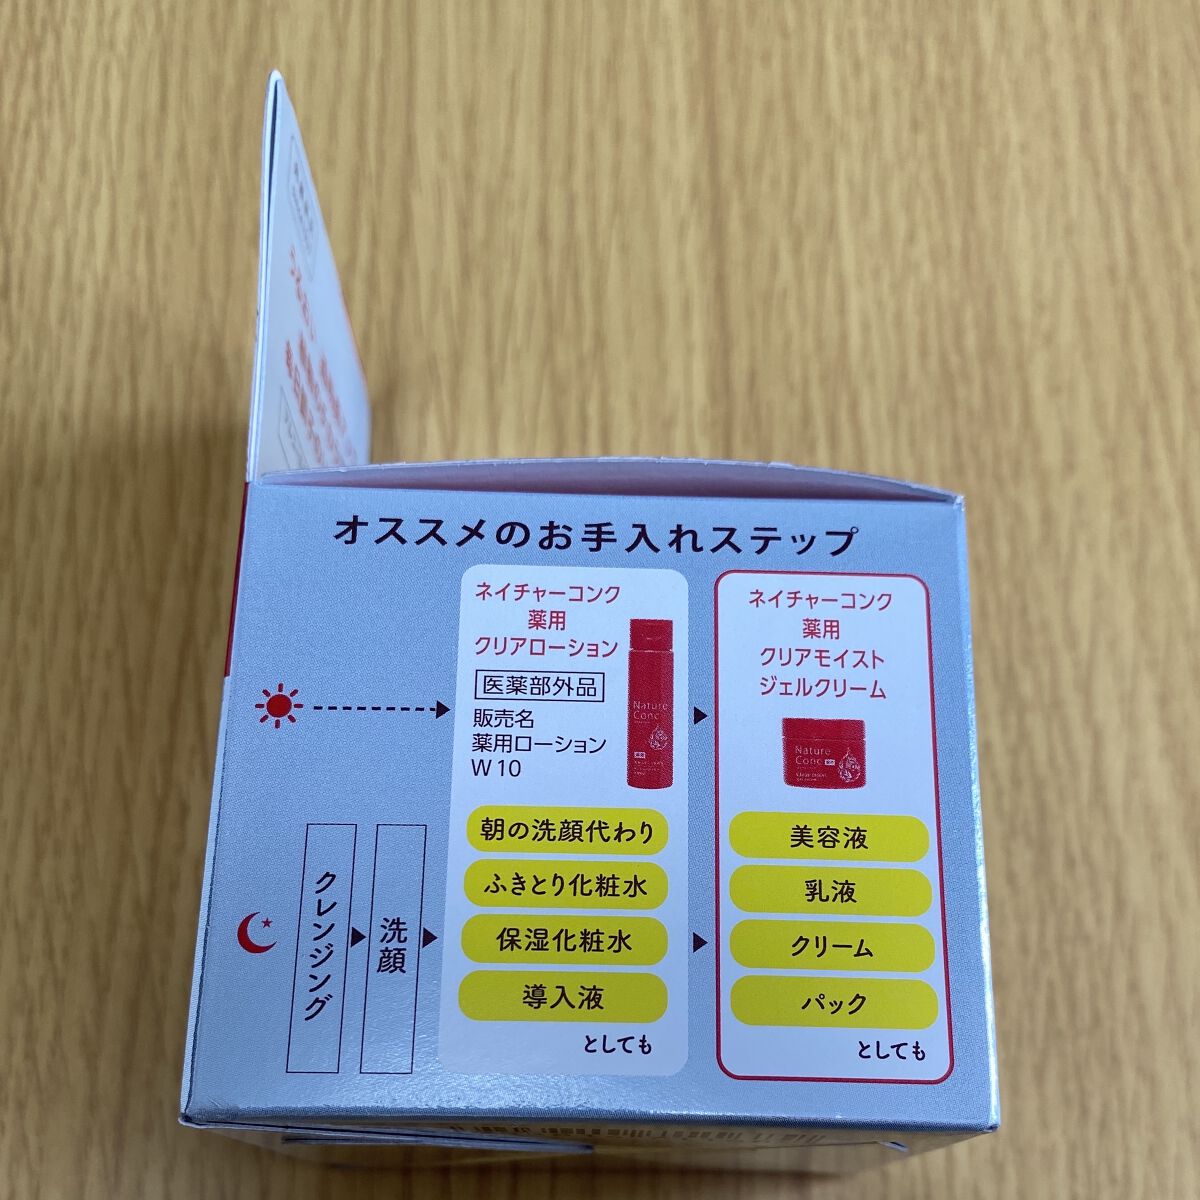 オススメのお手入れステップ
ネイチャーコンク
薬用
クリアローション
医薬部外品
販売名
薬用ローション
W10
Nature
Conc
朝の洗顔代わり
ふきとり化粧水
保湿化粧水
導入液
としても
ネイチャーコンク
薬用
クリアモイスト
ジェルクリーム
Nature
Conc
美容液
乳液
クリーム
パック
としても
クレンジング
洗顔